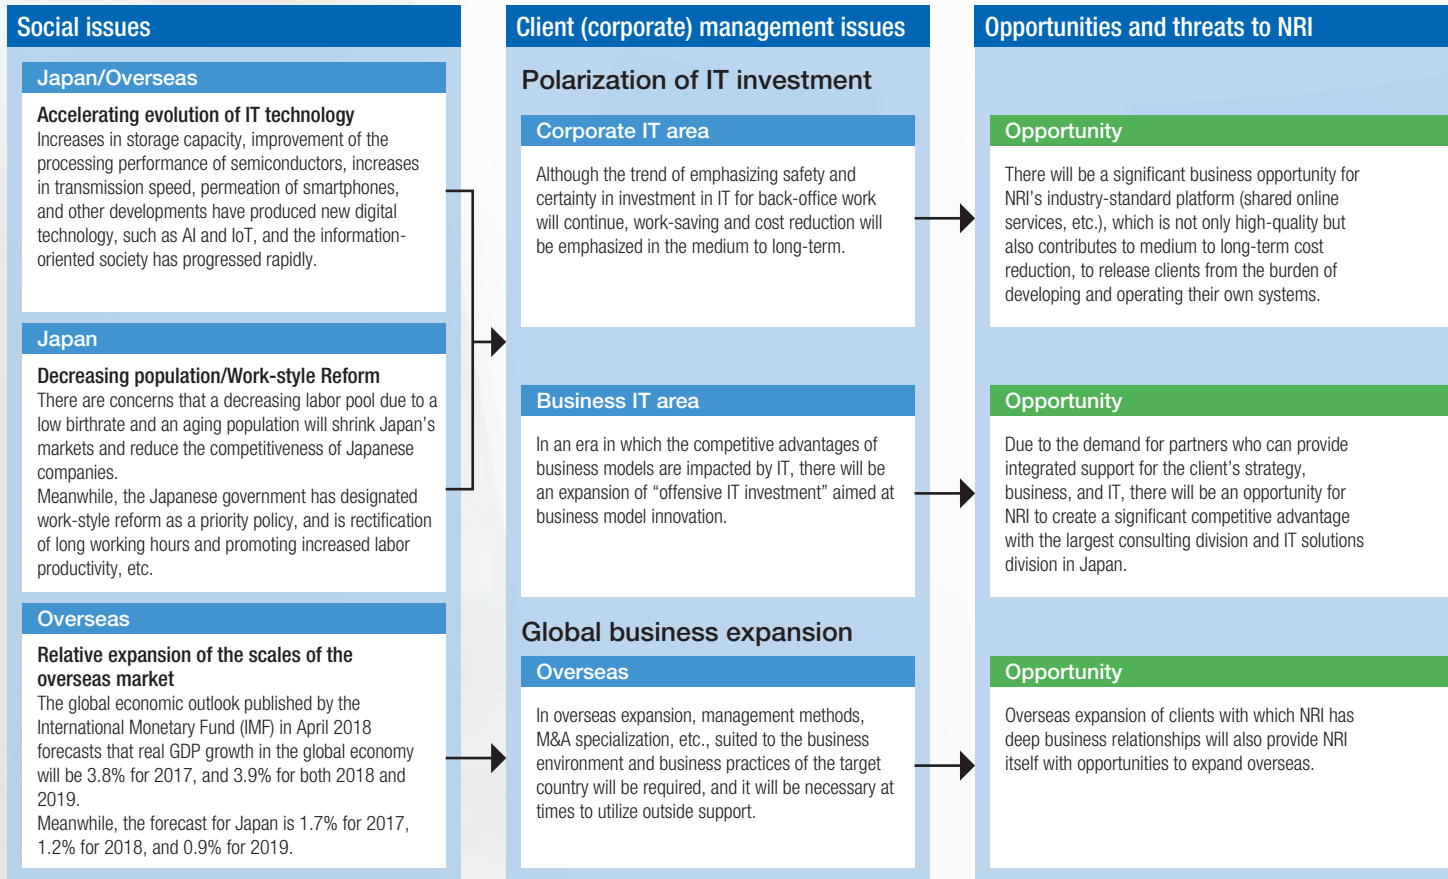 Social issues
Japan/Overseas
Accelerating evolution of IT technology
Increases in storage capacity, improvement of the
processing performance of semiconductors, increases
in transmission speed, permeation of smartphones,
and other developments have produced new digital
technology, such as AI and IoT, and the information-
oriented society has progressed rapidly.
Japan
Decreasing population/Work-style Reform
There are concerns that a decreasing labor pool due to a
low birthrate and an aging population will shrink Japan's
markets and reduce the competitiveness of Japanese
companies.
Meanwhile, the Japanese government has designated
work-style reform as a priority policy, and is rectification
of long working hours and promoting increased labor
productivity, etc.
Overseas
Relative expansion of the scales of the
overseas market
The global economic outlook published by the
International Monetary Fund (IMF) in April 2018
forecasts that real GDP growth in the global economy
will be 3.8% for 2017, and 3.9% for both 2018 and
2019.
Meanwhile, the forecast for Japan is 1.7% for 2017,
1.2% for 2018, and 0.9% for 2019.
Client (corporate) management issues
Polarization of IT investment
Corporate IT area
Although the trend of emphasizing safety and
certainty in investment in IT for back-office work
will continue, work-saving and cost reduction will
be emphasized in the medium to long-term.
Business IT area
In an era in which the competitive advantages of
business models are impacted by IT, there will be
an expansion of “offensive IT investment” aimed at
business model innovation.
Global business expansion
Overseas
In overseas expansion, management methods,
M&A specialization, etc., suited to the business
environment and business practices of the target
country will be required, and it will be necessary at
times to utilize outside support.
Opportunities and threats to NRI
Opportunity
There will be a significant business opportunity for
NRI's industry-standard platform (shared online
services, etc.), which is not only high-quality but
also contributes to medium to long-term cost
reduction, to release clients from the burden of
developing and operating their own systems.
Opportunity
Due to the demand for partners who can provide
integrated support for the client's strategy,
business, and IT, there will be an opportunity for
NRI to create a significant competitive advantage
with the largest consulting division and IT solutions
division in Japan.
Opportunity
Overseas expansion of clients with which NRI has
deep business relationships will also provide NRI
itself with opportunities to expand overseas.